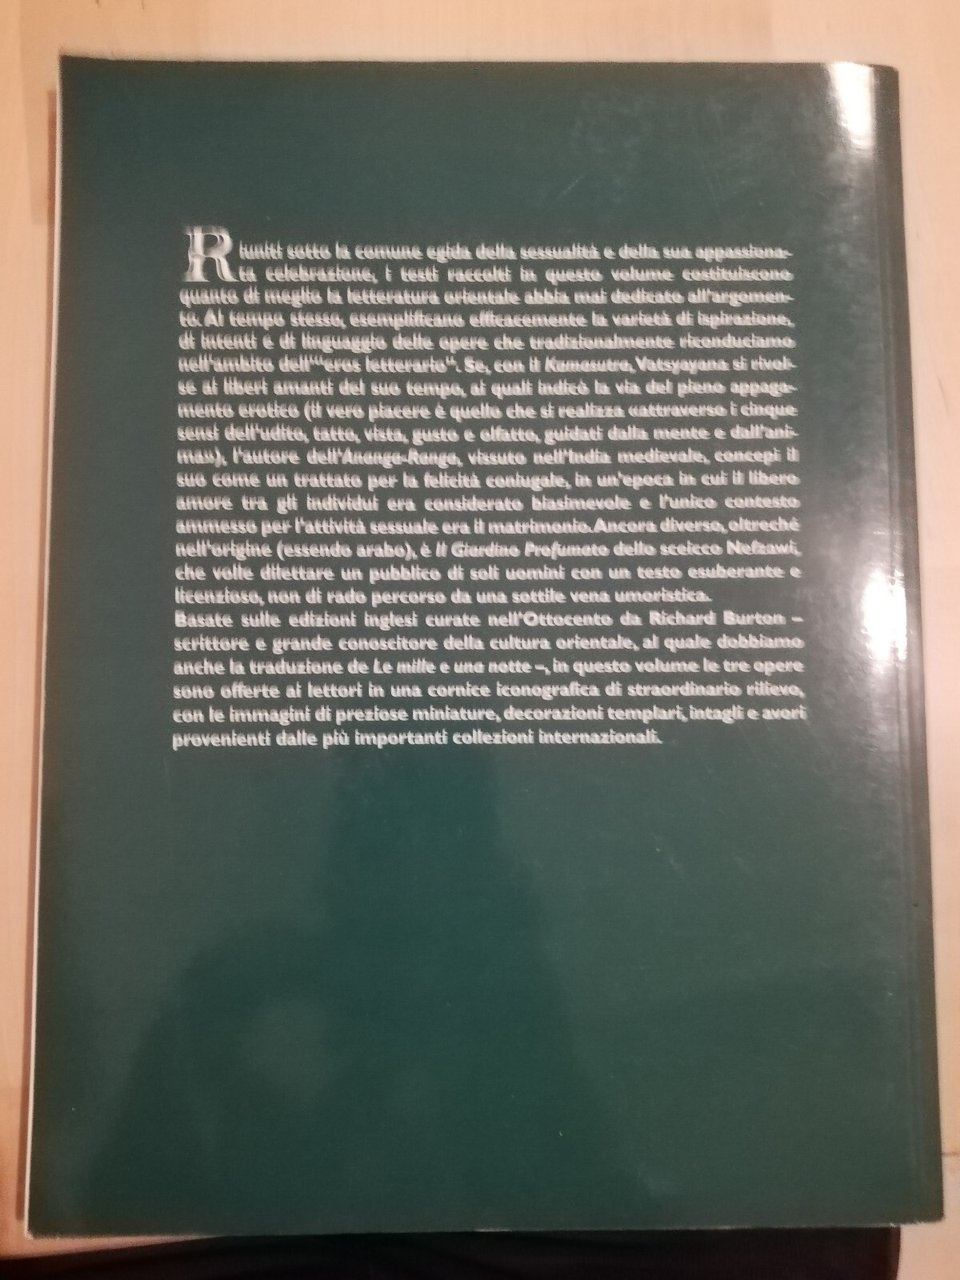 Riuniti sotto la comune egida della sessualità e della sua appassiona-
ta celebrazione, i testi raccolti in questo volume costituiscono
quanto di meglio la letteratura orientale abbia mai dedicato all'argomen-
to. Al tempo stesso, esemplificano efficacemente la varietà di ispirazione,
di intenti e di linguaggio delle opere che tradizionalmente riconduciamo
nell'ambito dell'"eros letterario". Se, con il Kamasutra, Vatsyayana si rivol-
se ai liberi amanti del suo tempo, ai quali indicò la via del pieno appaga-
mento erotico (il vero piacere è quello che si realizza «attraverso i cinque
sensi dell'udito, tatto, vista, gusto e olfatto, guidati dalla mente e dall'ani-
ma»), l'autore dell'Ananga-Ranga, vissuto nell'India medievale, concepì il
suo come un trattato per la felicità coniugale, in un'epoca in cui il libero
amore tra gli individui era considerato biasimevole e l'unico contesto
ammesso per l'attività sessuale era il matrimonio. Ancora diverso, oltreché
nell'origine (essendo arabo), è Il Giardino Profumato dello sceicco Nefzawi,
che volle dilettare un pubblico di soli uomini con un testo esuberante e
licenzioso, non di rado percorso da una sottile vena umoristica.
Basate sulle edizioni inglesi curate nell'Ottocento da Richard Burton –
scrittore e grande conoscitore della cultura orientale, al quale dobbiamo
anche la traduzione de Le mille e una notte –, in questo volume le tre opere
sono offerte ai lettori in una cornice iconografica di straordinario rilievo,
con le immagini di preziose miniature, decorazioni templari, intagli e avori
provenienti dalle più importanti collezioni internazionali.